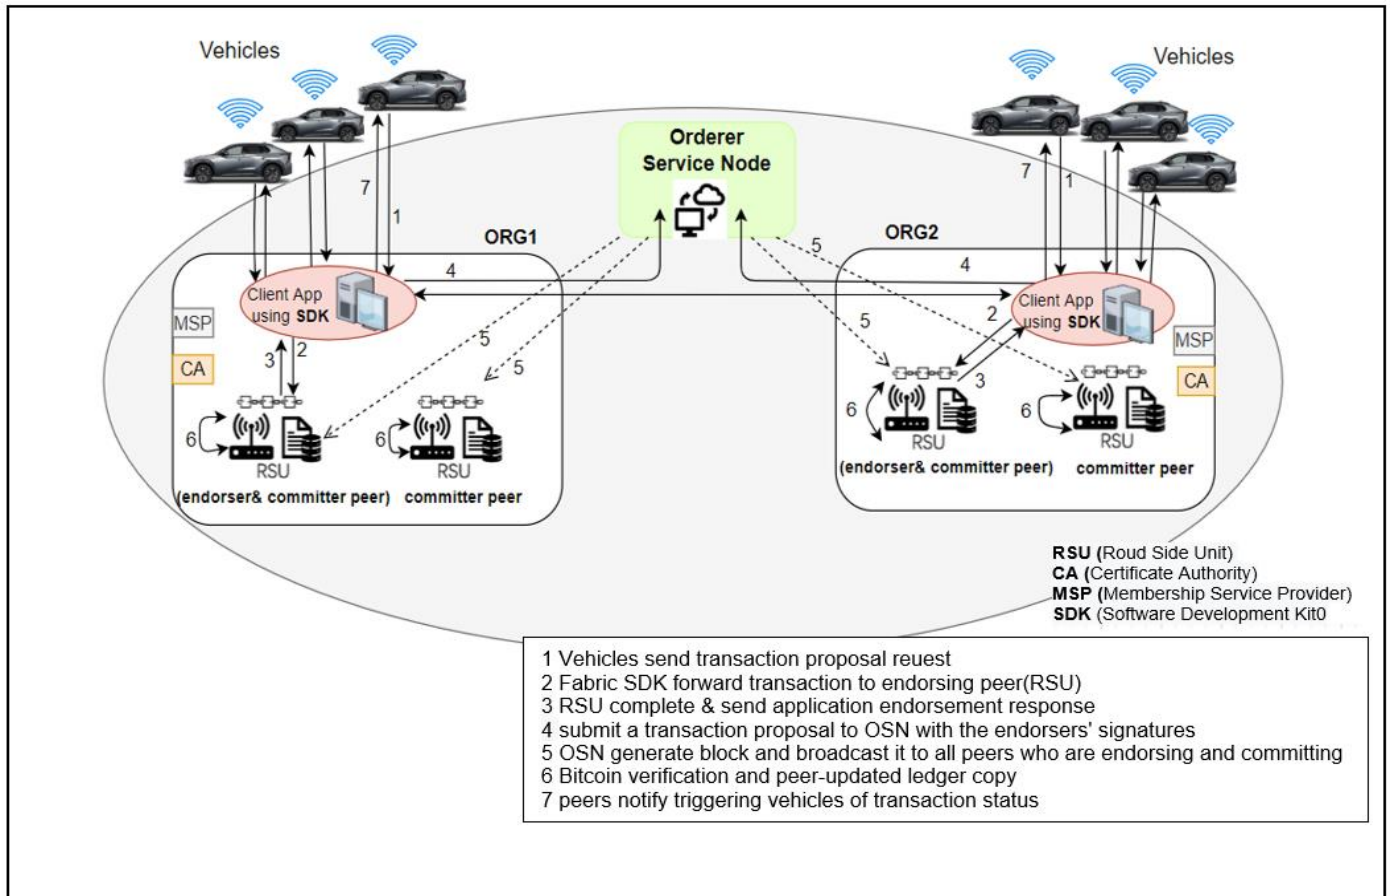 Vehicles
Vehicles
Orderer
Service Node
7
1
7
1
ORG1
ORG2
5
4
4
Client App
using SDK
Client App
using SDK
MSP
CA
MSP
CA
3
2
5
5
5
2
3
6
6
6
6
RSU
RSU
RSU
RSU
(endorser& committer peer)
committer peer
(endorser& committer peer)
committer peer
RSU (Roud Side Unit)
CA (Certificate Authority)
MSP (Membership Service Provider)
SDK (Software Development Kit0
1 Vehicles send transaction proposal reuest
2 Fabric SDK forward transaction to endorsing peer(RSU)
3 RSU complete & send application endorsement response
4 submit a transaction proposal to OSN with the endorsers' signatures
5 OSN generate block and broadcast it to all peers who are endorsing and committing
6 Bitcoin verification and peer-updated ledger copy
7 peers notify triggering vehicles of transaction status